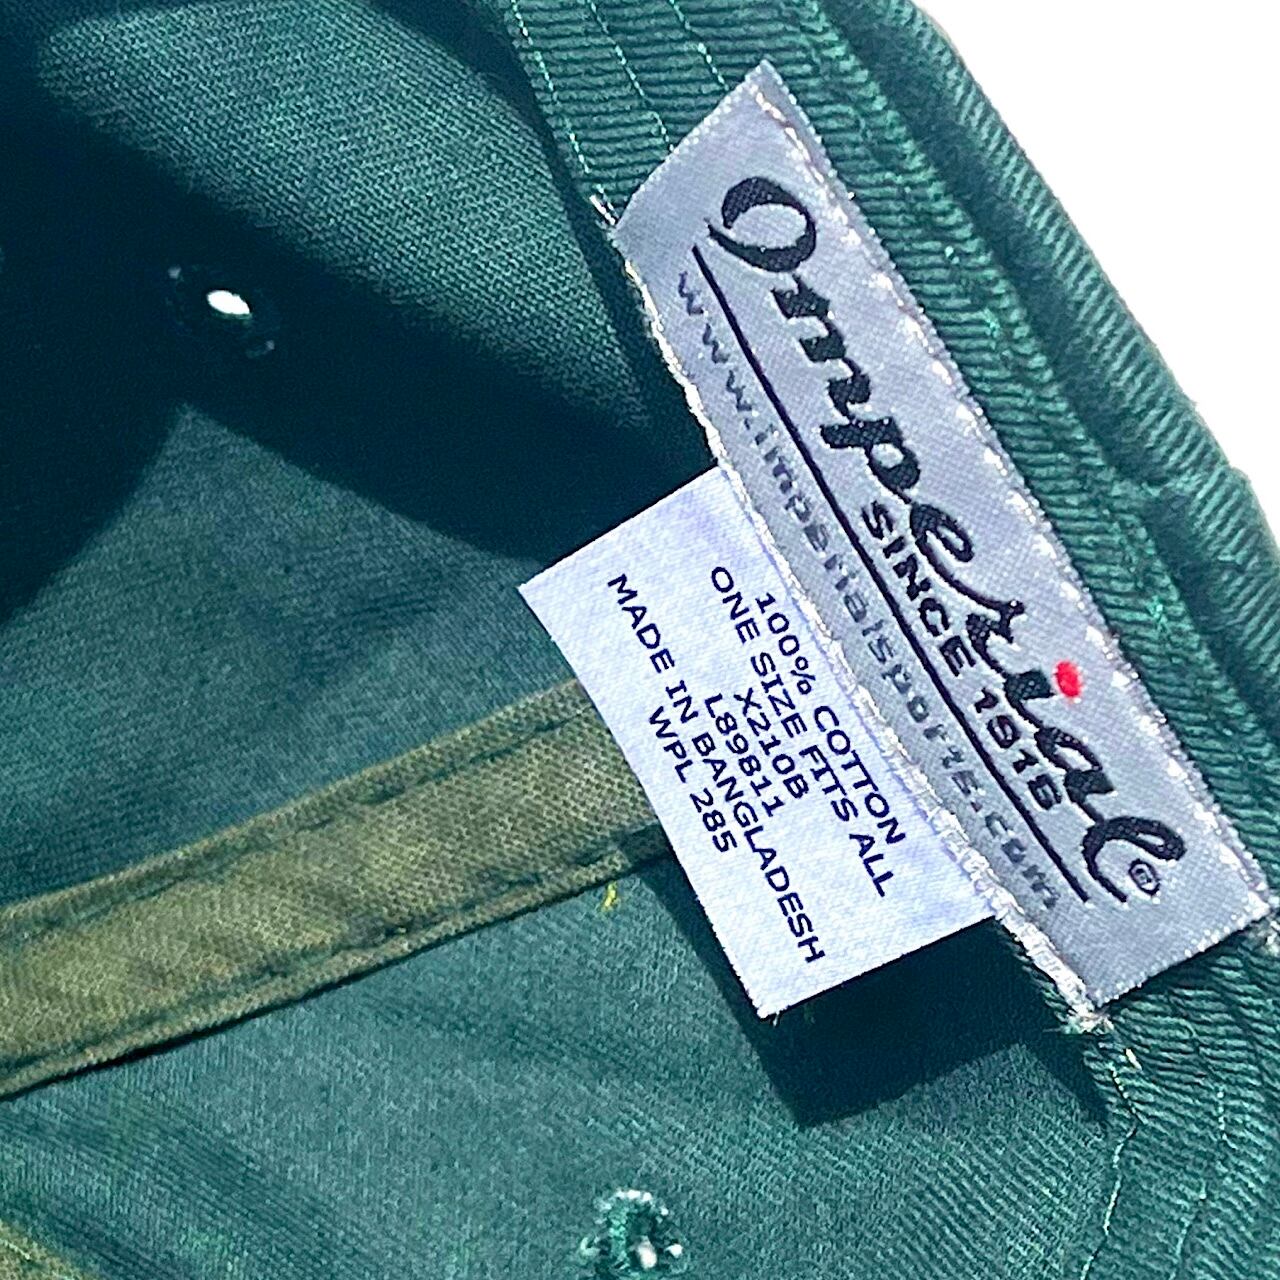 Imperial®
SINCE 1916
www.imperialsports.com
100% COTTON
ONE SIZE FITS ALL
X210B
L89811
MADE IN BANGLADESH
WPL 285